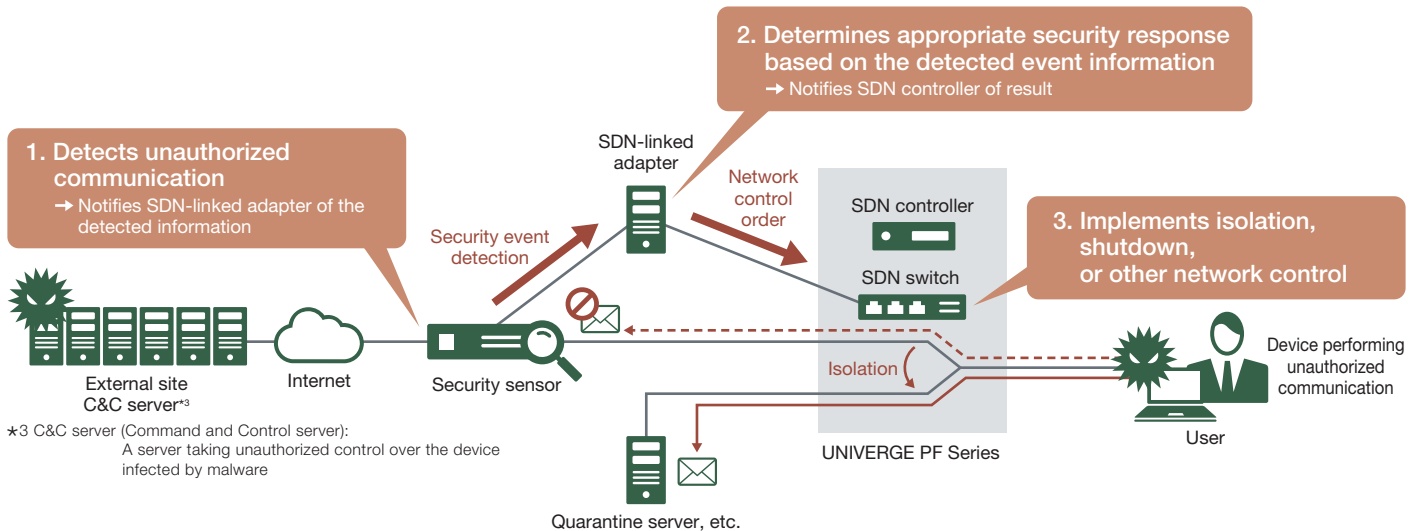 2. Determines appropriate security response
based on the detected event information
→ Notifies SDN controller of result
1. Detects unauthorized
communication
→ Notifies SDN-linked adapter of the
detected information
SDN-linked
adapter
Network
control
order
Security event
detection
SDN controller
SDN switch
3. Implements isolation,
shutdown,
or other network control
External site
C&C server*3
Internet
Security sensor
Isolation
Device performing
unauthorized
communication
User
UNIVERGE PF Series
*3 C&C server (Command and Control server):
A server taking unauthorized control over the device
infected by malware
Quarantine server, etc.